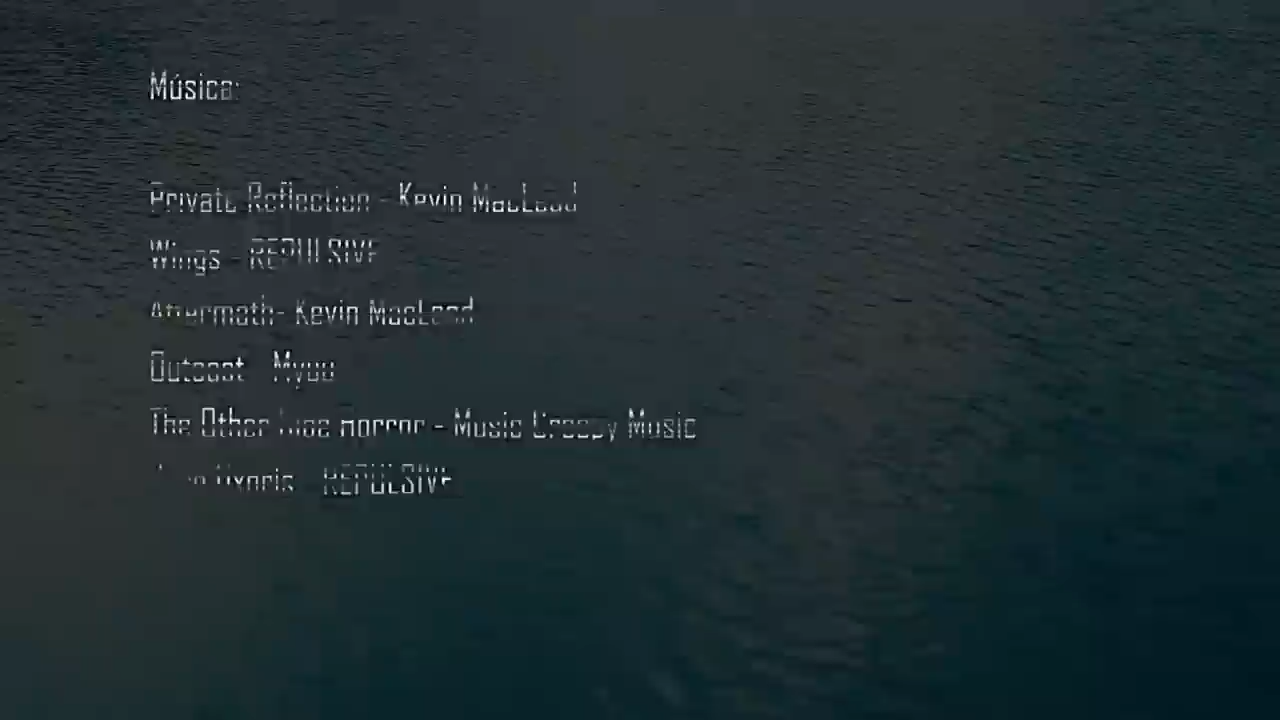 Música:
Private Reflection - Kevin MacLeod
Wings - REPULSIVE
Aftermath- Kevin MacLeod
Outcast - Myuu
The Other Side Horror - Music Creepy Music
- REPULSIVE